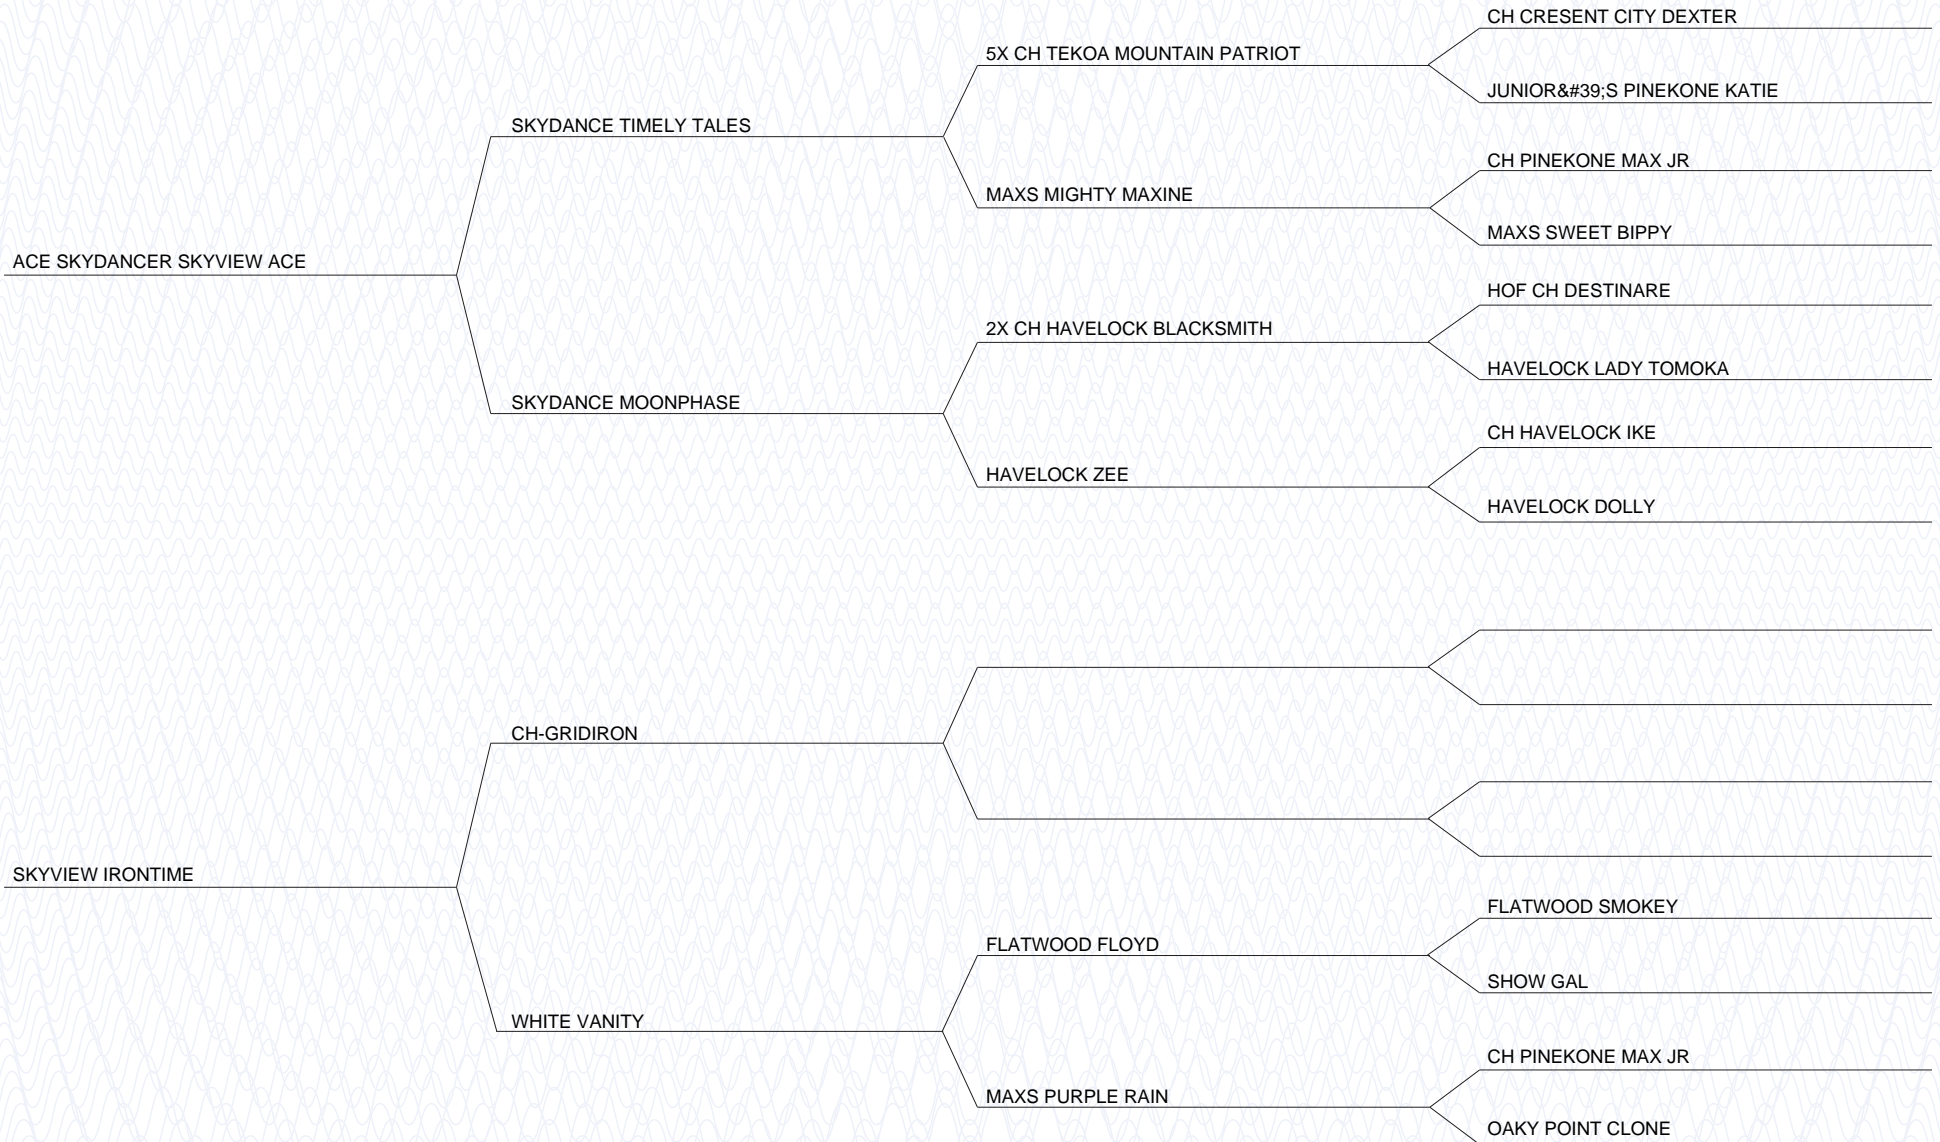 CH CRESENT CITY DEXTER
5X CH TEKOA MOUNTAIN PATRIOT
JUNIOR&#39;S PINEKONE KATIE
SKYDANCE TIMELY TALES
CH PINEKONE MAX JR
MAXS MIGHTY MAXINE
MAXS SWEET BIPPY
ACE SKYDANCER SKYVIEW ACE
HOF CH DESTINARE
2X CH HAVELOCK BLACKSMITH
HAVELOCK LADY TOMOKA
SKYDANCE MOONPHASE
CH HAVELOCK IKE
HAVELOCK ZEE
HAVELOCK DOLLY
CH-GRIDIRON
SKYVIEW IRONTIME
FLATWOOD SMOKEY
FLATWOOD FLOYD
SHOW GAL
WHITE VANITY
CH PINEKONE MAX JR
MAXS PURPLE RAIN
OAKY POINT CLONE